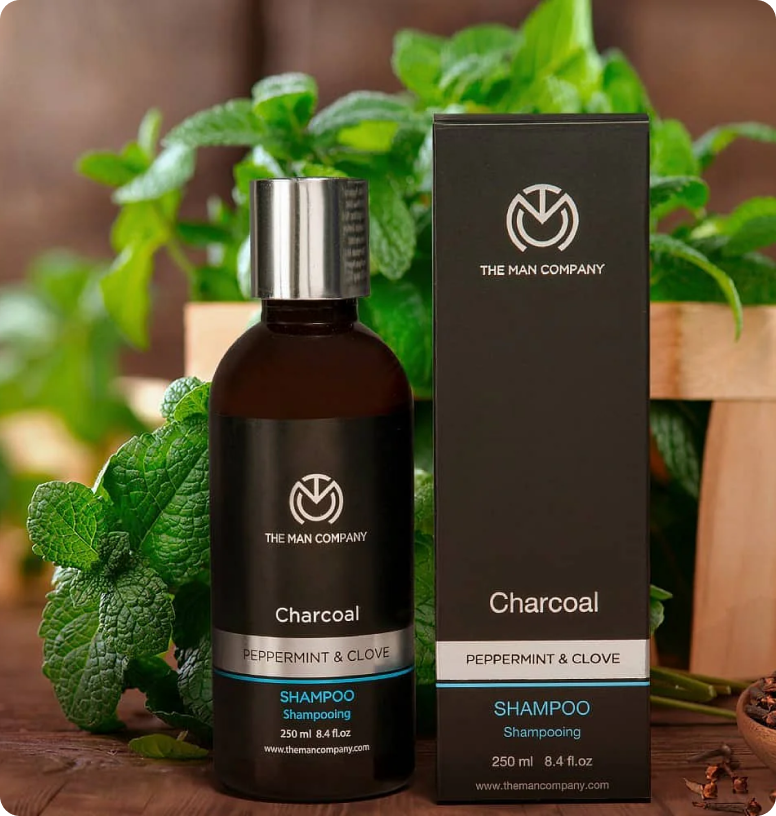 THE MAN COMPANY
Charcoal
PEPPERMINT & CLOVE
SHAMPOO
Shampooing
250 ml 8.4 fl.oz
www.themancompany.com
THE MAN COMPANY
Charcoal
PEPPERMINT & CLOVE
SHAMPOO
Shampooing
250 ml 8.4 fl.oz
www.themancompany.com